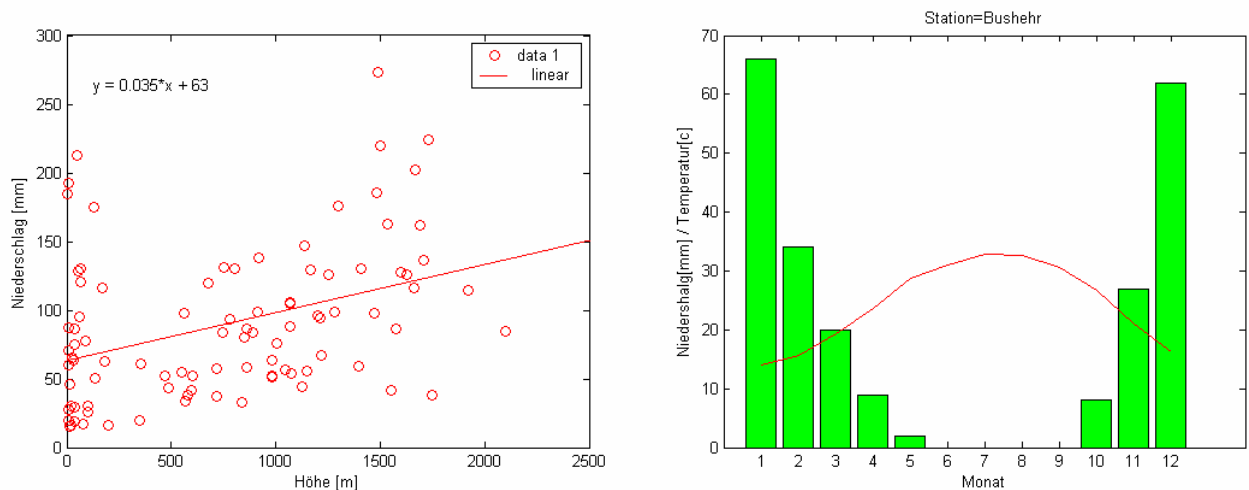 300
250
200
150
100
50
0
Niederschlag [mm]
y = 0.035*x + 63
data 1
linear
0 500 1000 1500 2000 2500
Höhe [m]
Station=Bushehr
70
60
50
40
30
20
10
0
Niedershalg[mm] / Temperatur[c]
1 2 3 4 5 6 7 8 9 10 11 12
Monat